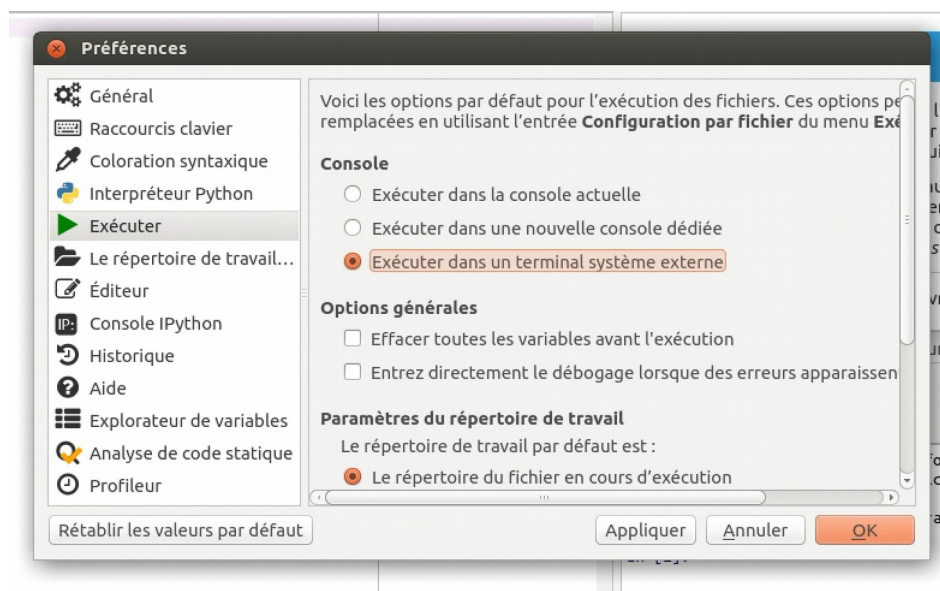 Préférences
Général
Raccourcis clavier
Coloration syntaxique
Interpréteur Python
Exécuter
Le répertoire de travail...
Éditeur
IP: Console IPython
Historique
Aide
Explorateur de variables
Analyse de code statique
Profileur
Voici les options par défaut pour l'exécution des fichiers. Ces options
remplacées en utilisant l'entrée Configuration par fichier du menu
Console
Exécuter dans la console actuelle
Exécuter dans une nouvelle console dédiée
Exécuter dans un terminal système externe
Options générales
Effacer toutes les variables avant l'exécution
Entrez directement le débogage lorsque des erreurs apparaissen
Paramètres du répertoire de travail
Le répertoire de travail par défaut est :
Le répertoire du fichier en cours d'exécution
Rétablir les valeurs par défaut
Appliquer
Annuler
OK